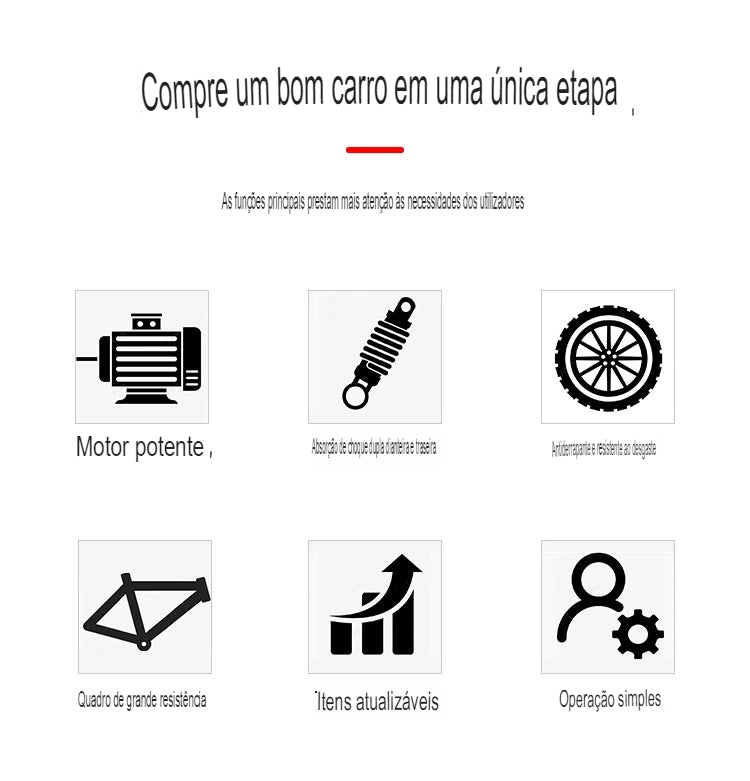 Compre um bom carro em uma única etapa ,
As funções principais prestam mais atenção às necessidades dos utilizadores
Motor potente ,
Absorção de choque dupla dianteira e traseira
Antiderrapante e resistente ao desgaste
Quadro de grande resistência
Itens atualizáveis
Operação simples